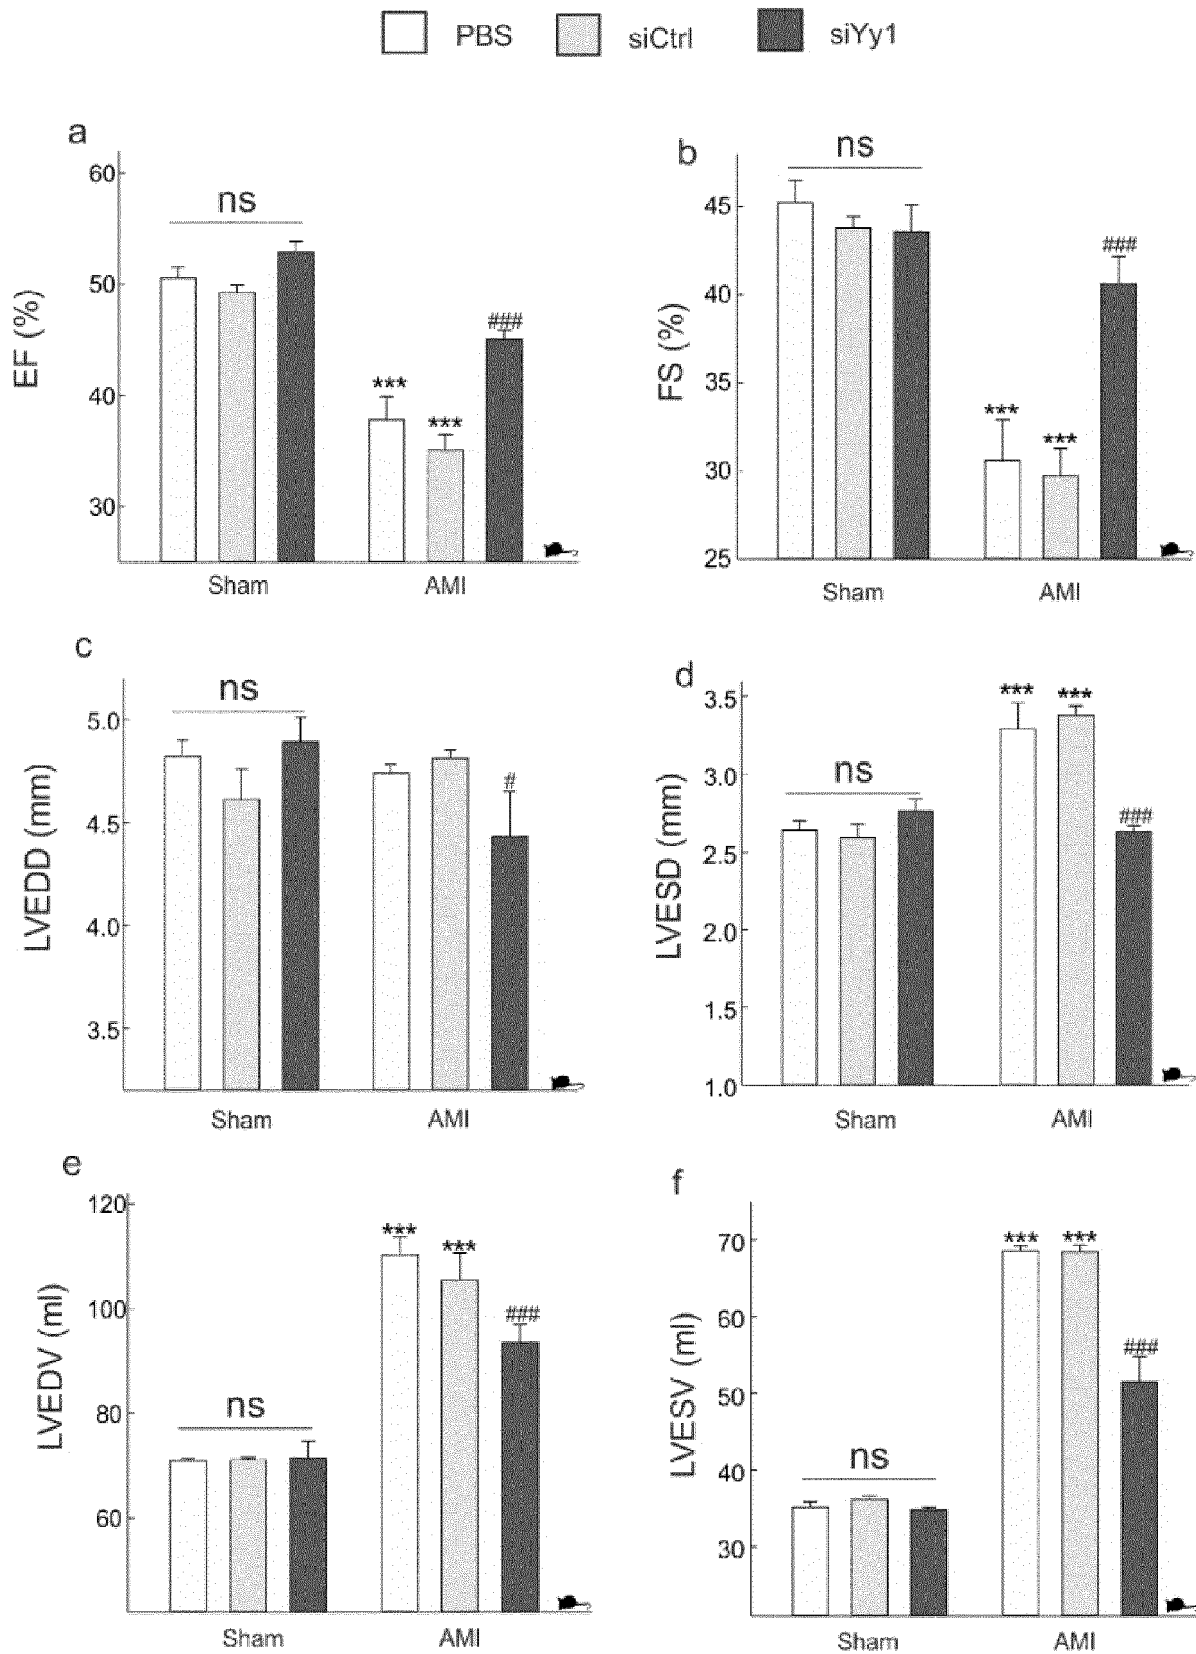 PBS siCtrl siYy1
a
EF (%)
60
50
40
30
ns
***
***
###
Sham AMI
b
FS (%)
45
40
35
30
25
ns
***
***
###
Sham AMI
c
LVEDD (mm)
5.0
4.5
4.0
3.5
ns
#
Sham AMI
d
LVESD (mm)
3.5
3.0
2.5
2.0
1.5
1.0
ns
***
***
###
Sham AMI
e
LVEDV (ml)
120
100
80
60
ns
***
***
###
Sham AMI
f
LVESV (ml)
70
60
50
40
30
ns
***
***
###
Sham AMI